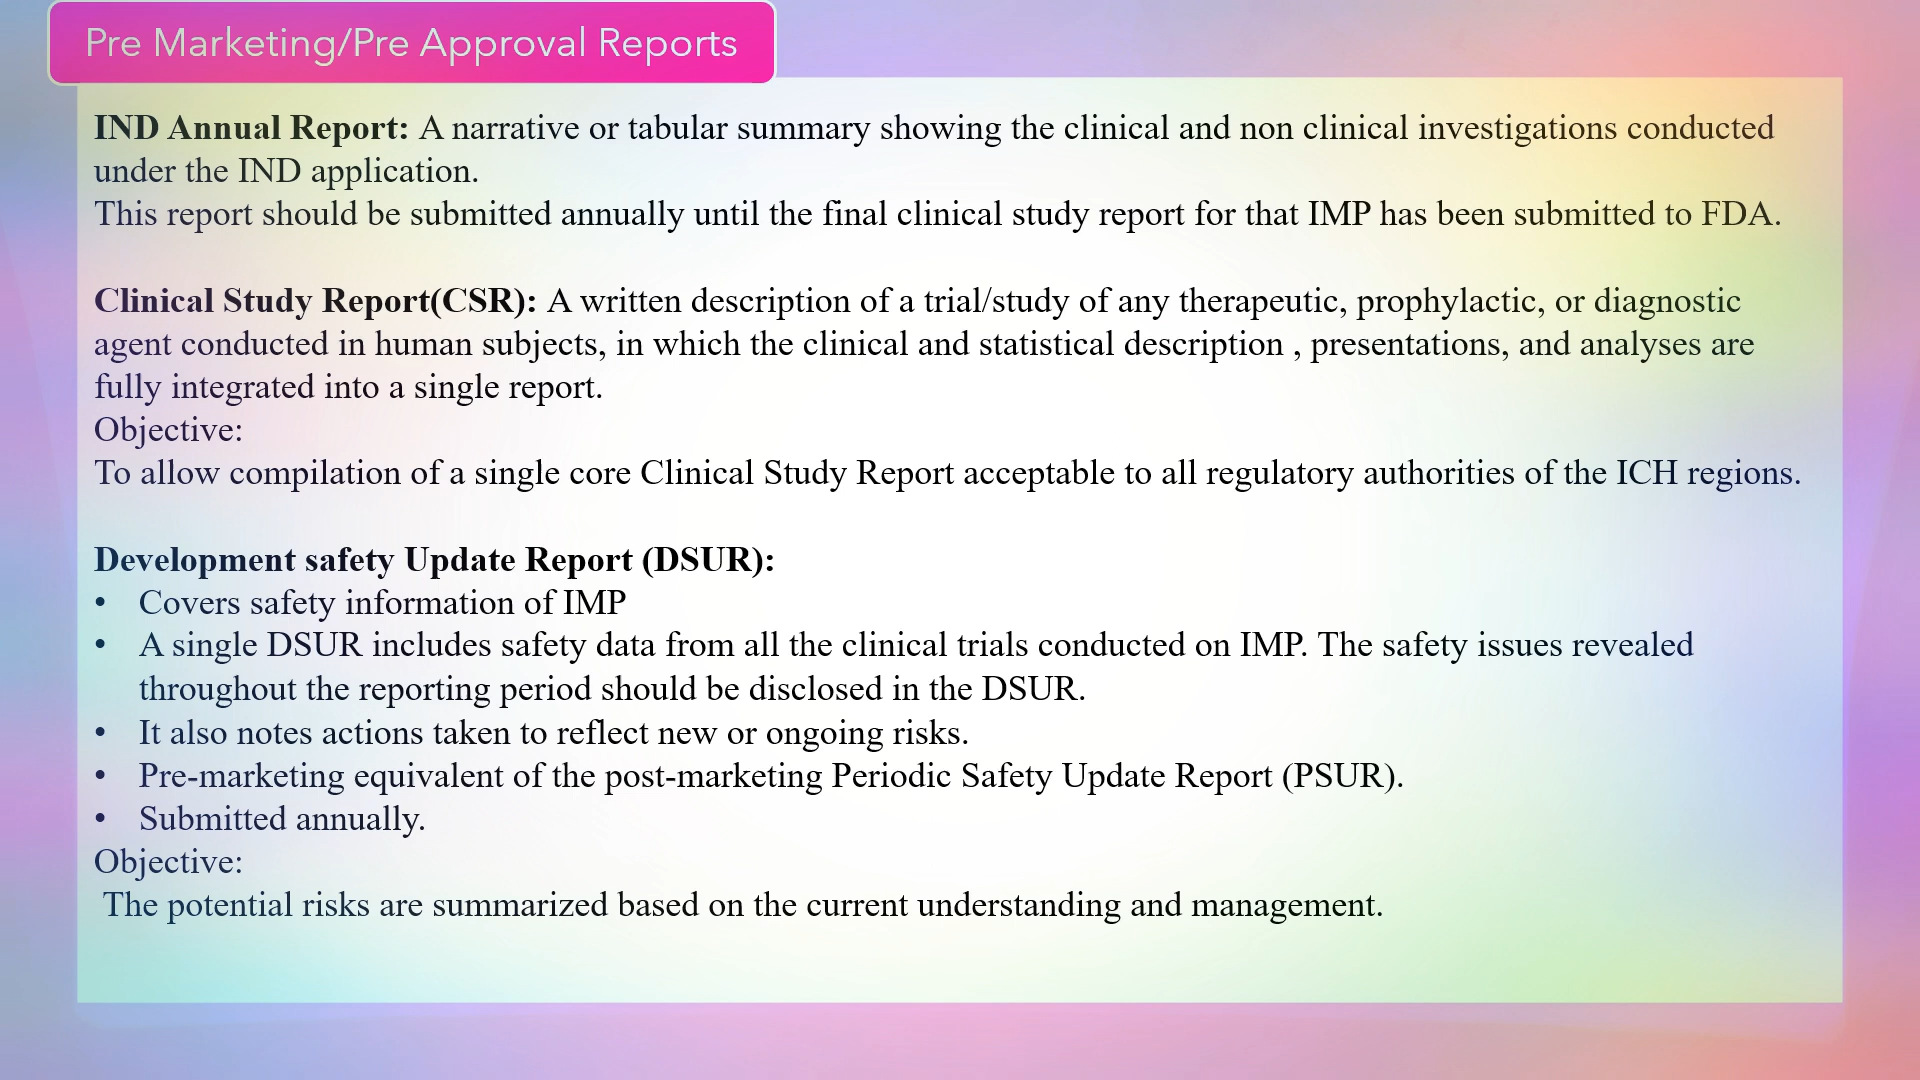 Pre Marketing/Pre Approval Reports
IND Annual Report: A narrative or tabular summary showing the clinical and non clinical investigations conducted
under the IND application.
This report should be submitted annually until the final clinical study report for that IMP has been submitted to FDA.
Clinical Study Report(CSR): A written description of a trial/study of any therapeutic, prophylactic, or diagnostic
agent conducted in human subjects, in which the clinical and statistical description , presentations, and analyses are
fully integrated into a single report.
Objective:
To allow compilation of a single core Clinical Study Report acceptable to all regulatory authorities of the ICH regions.
Development safety Update Report (DSUR):
• Covers safety information of IMP
• A single DSUR includes safety data from all the clinical trials conducted on IMP. The safety issues revealed
throughout the reporting period should be disclosed in the DSUR.
• It also notes actions taken to reflect new or ongoing risks.
• Pre-marketing equivalent of the post-marketing Periodic Safety Update Report (PSUR).
• Submitted annually.
Objective:
The potential risks are summarized based on the current understanding and management.